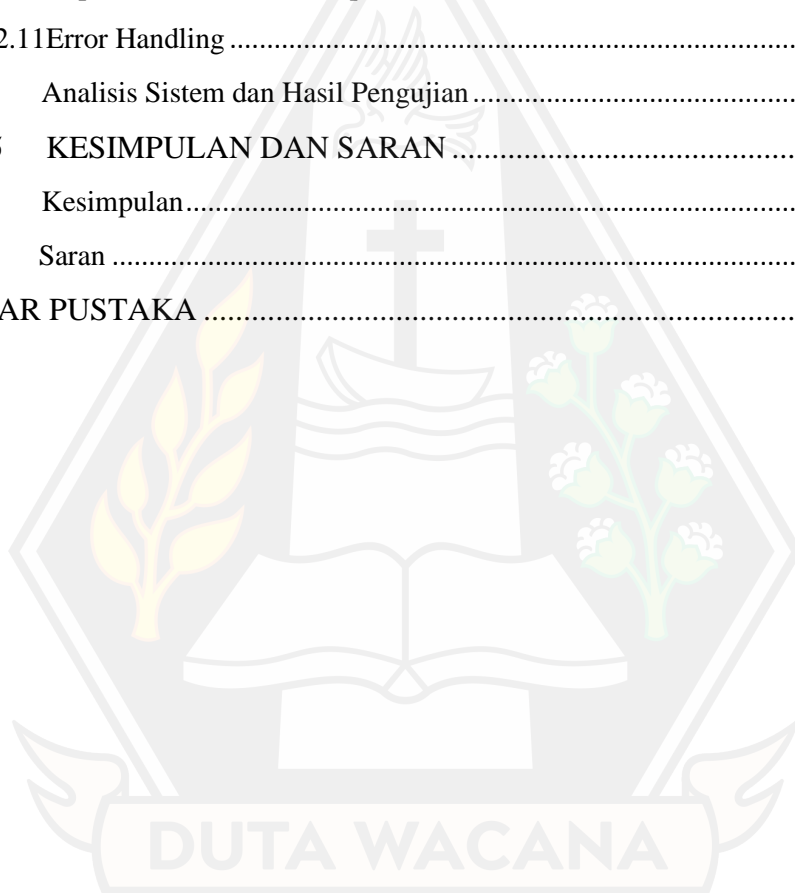 2.11Error Handling ........................................................................
Analisis Sistem dan Hasil Pengujian .........................................
KESIMPULAN DAN SARAN ............................................
Kesimpulan ..............................................................................
Saran ........................................................................................
AR PUSTAKA ...........................................................................
DUTA WACANA